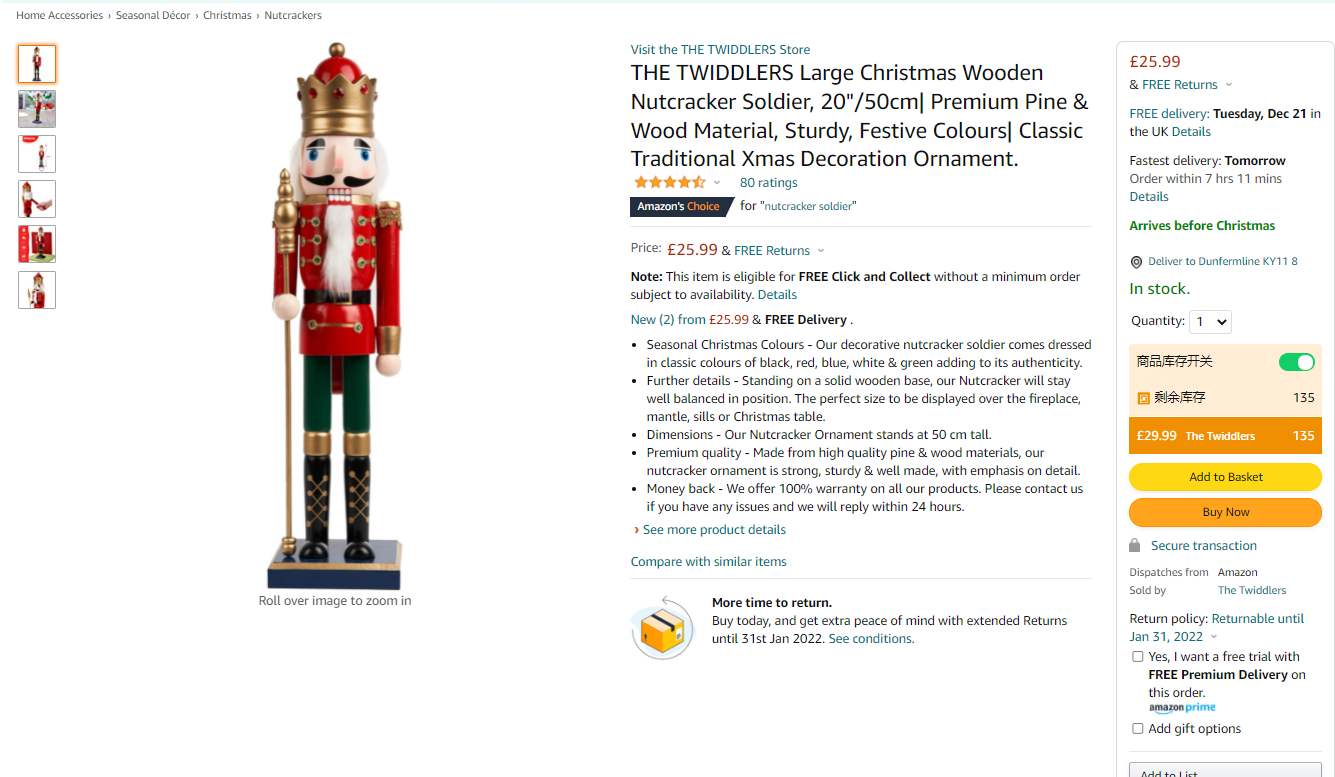 Home Accessories › Seasonal Décor › Christmas › Nutcrackers
Roll over image to zoom in
Visit the THE TWIDDLERS Store
THE TWIDDLERS Large Christmas Wooden
Nutcracker Soldier, 20"/50cm| Premium Pine &
Wood Material, Sturdy, Festive Colours| Classic
Traditional Xmas Decoration Ornament.
80 ratings
Amazon's Choice for "nutcracker soldier"
Price: £25.99 & FREE Returns
Note: This item is eligible for FREE Click and Collect without a minimum order
subject to availability. Details
New (2) from £25.99 & FREE Delivery .
• Seasonal Christmas Colours - Our decorative nutcracker soldier comes dressed
in classic colours of black, red, blue, white & green adding to its authenticity.
• Further details - Standing on a solid wooden base, our Nutcracker will stay
well balanced in position. The perfect size to be displayed over the fireplace,
mantle, sills or Christmas table.
• Dimensions - Our Nutcracker Ornament stands at 50 cm tall.
• Premium quality - Made from high quality pine & wood materials, our
nutcracker ornament is strong, sturdy & well made, with emphasis on detail.
• Money back - We offer 100% warranty on all our products. Please contact us
if you have any issues and we will reply within 24 hours.
› See more product details
Compare with similar items
More time to return.
Buy today, and get extra peace of mind with extended Returns
until 31st Jan 2022. See conditions.
£25.99
& FREE Returns
FREE delivery: Tuesday, Dec 21 in
the UK Details
Fastest delivery: Tomorrow
Order within 7 hrs 11 mins
Details
Arrives before Christmas
Deliver to Dunfermline KY11 8
In stock.
Quantity: 1
商品库存开关
剩余库存 135
£29.99 The Twiddlers 135
Add to Basket
Buy Now
Secure transaction
Dispatches from Amazon
Sold by The Twiddlers
Return policy: Returnable until
Jan 31, 2022
Yes, I want a free trial with
FREE Premium Delivery on
this order.
amazon prime
Add gift options
Add to List